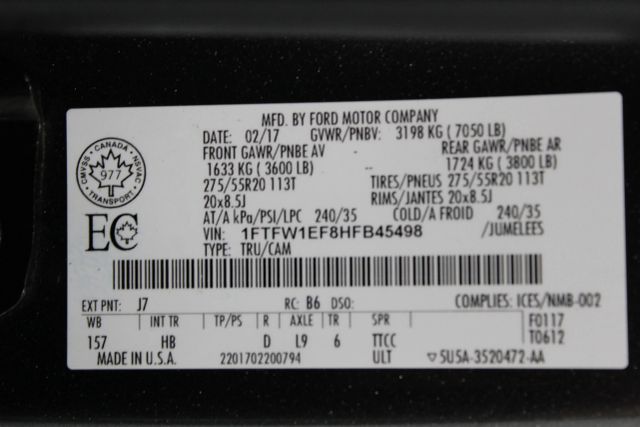 MFD. BY FORD MOTOR COMPANY
DATE: 02/17 GVWR/PNBV: 3198 KG ( 7050 LB)
FRONT GAWR/PNBE AV REAR GAWR/PNBE AR
1633 KG ( 3600 LB) 1724 KG ( 3800 LB)
275/55R20 113T TIRES/PNEUS 275/55R20 113T
20x8.5J RIMS/JANTES 20x8.5J
AT/A kPa/PSI/LPC 240/35 COLD/A FROID 240/35
VIN: 1FTFW1EF8HFB45498 /JUMELEES
TYPE: TRU/CAM
CMVSS CANADA NSVAC
977
TRANSPORT
EC
EXT PNT: J7 RC: B6 DSO: COMPLIES: ICES/NMB-002
WB INT TR TP/PS R AXLE TR SPR F0117
157 HB D L9 6 TTCC T0612
MADE IN U.S.A. 2201702200794 ULT ▽5U5A-3520472-AA